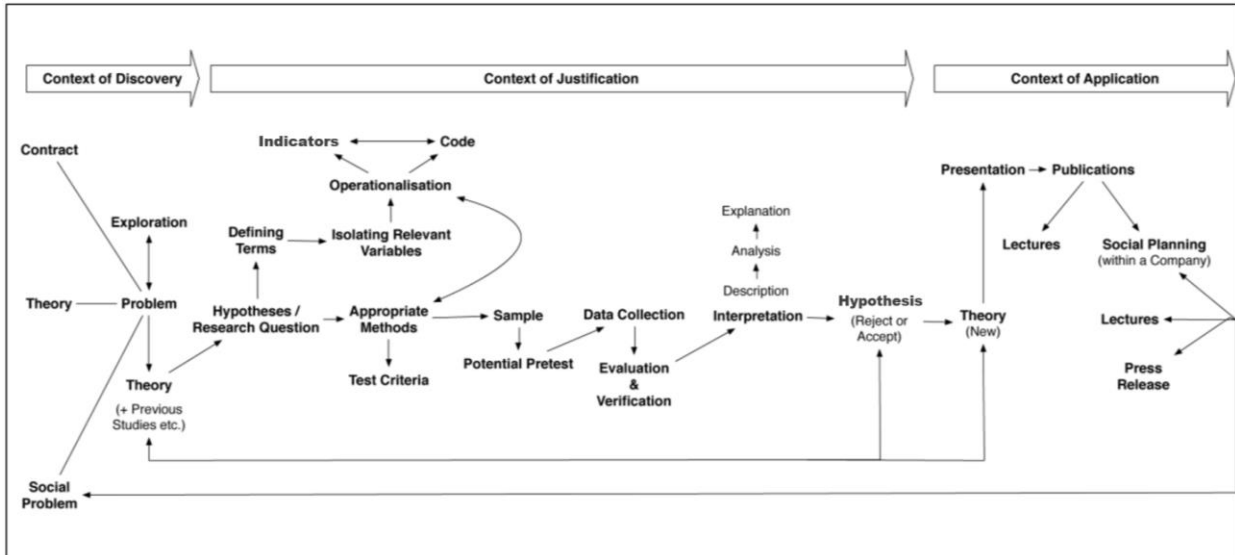 Context of Discovery
Context of Justification
Context of Application
Contract
Exploration
Theory
Problem
Theory
(+ Previous
Studies etc.)
Social
Problem
Indicators
Code
Operationalisation
Defining
Terms
Isolating Relevant
Variables
Hypotheses /
Research Question
Appropriate
Methods
Test Criteria
Sample
Potential Pretest
Data Collection
Evaluation
&
Verification
Explanation
Analysis
Description
Interpretation
Hypothesis
(Reject or
Accept)
Theory
(New)
Presentation
Publications
Lectures
Social Planning
(within a Company)
Lectures
Press
Release